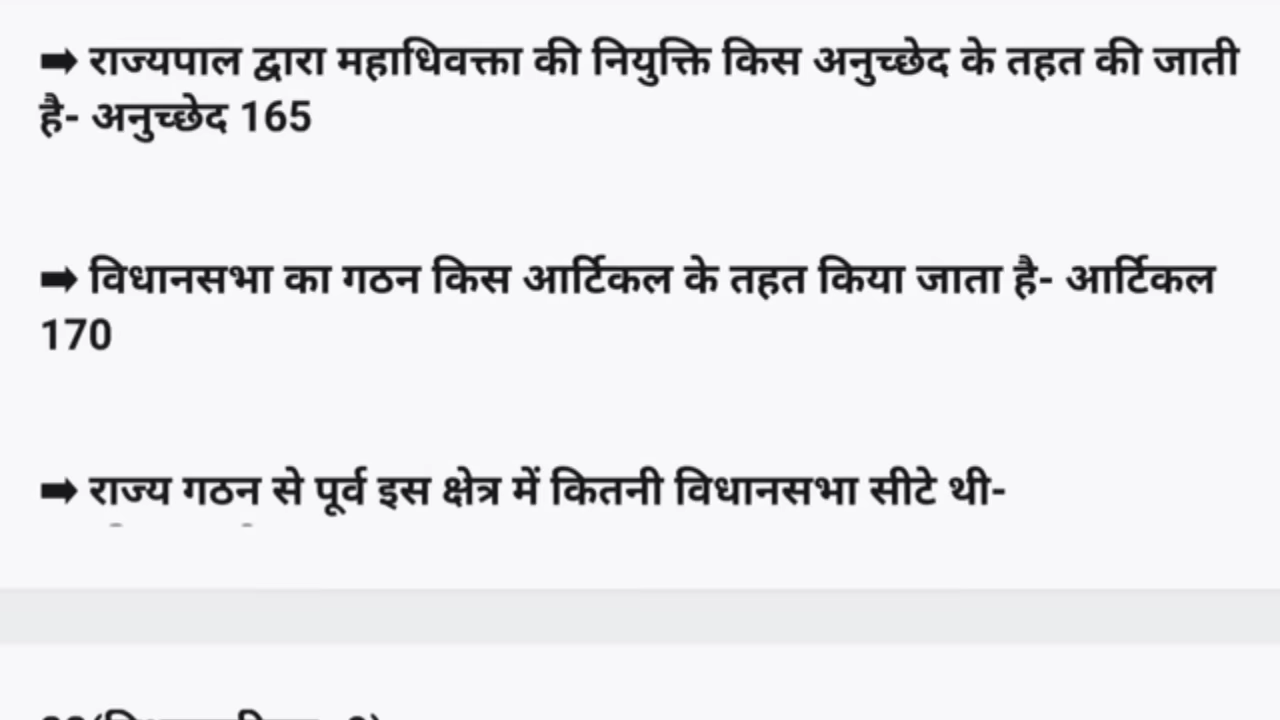 ➡ राज्यपाल द्वारा महाधिवक्ता की नियुक्ति किस अनुच्छेद के तहत की जाती
है- अनुच्छेद 165
➡ विधानसभा का गठन किस आर्टिकल के तहत किया जाता है- आर्टिकल
170
➡ राज्य गठन से पूर्व इस क्षेत्र में कितनी विधानसभा सीटे थी-